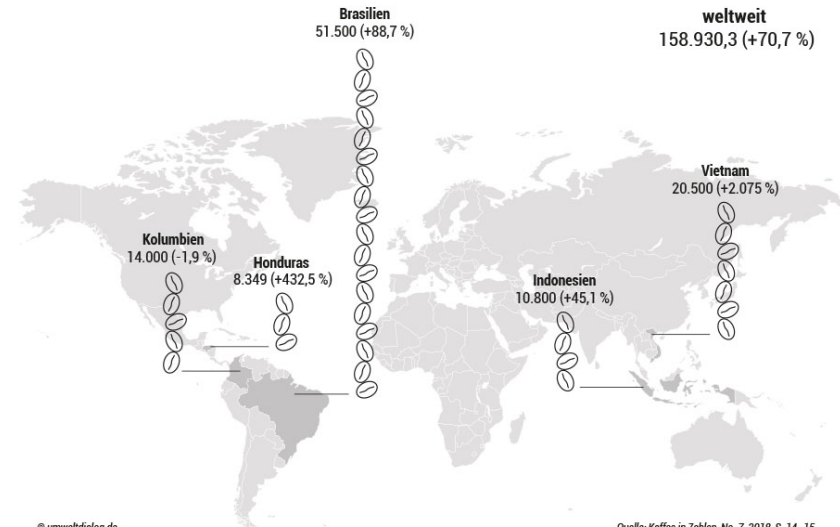 Brasilien
51.500 (+88,7 %)
weltweit
158.930,3 (+70,7 %)
Vietnam
20.500 (+2.075 %)
Kolumbien
14.000 (-1,9 %)
Honduras
8.349 (+432,5 %)
Indonesien
10.800 (+45,1 %)
© umweltdialog.de
Quelle: Kaffee in Zahlen, No. 7, 2018, S. 14